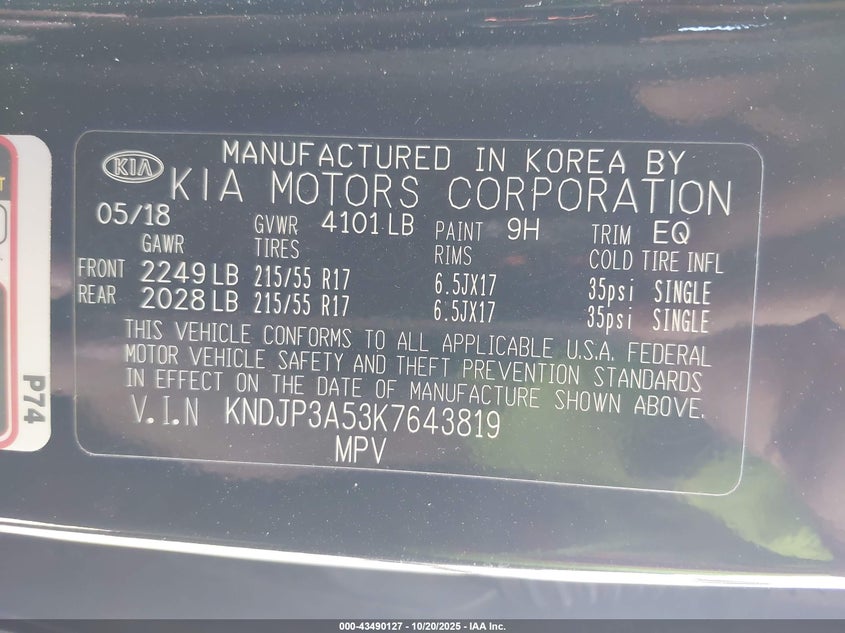 KIA
MANUFACTURED IN KOREA BY
KIA MOTORS CORPORATION
05/18 GVWR 4101 LB PAINT 9H TRIM EQ
GAWR TIRES RIMS COLD TIRE INFL
FRONT 2249 LB 215/55 R17 6.5JX17 35psi SINGLE
REAR 2028 LB 215/55 R17 6.5JX17 35psi SINGLE
THIS VEHICLE CONFORMS TO ALL APPLICABLE U.S.A. FEDERAL
MOTOR VEHICLE SAFETY AND THEFT PREVENTION STANDARDS
IN EFFECT ON THE DATE OF MANUFACTURE SHOWN ABOVE.
V.I.N KNDJP3A53K7643819
MPV
P74
000-43490127 - 10/20/2025 - IAA Inc.